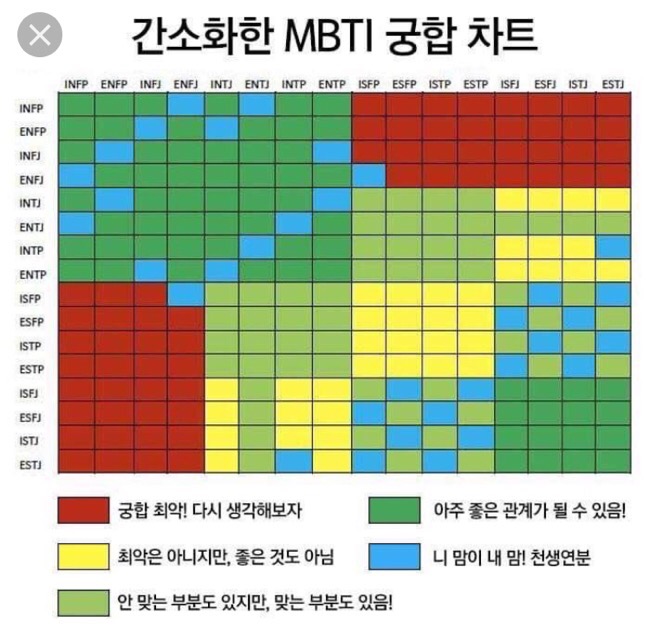 간소화한 MBTI 궁합 차트
INFP ENFP INFJ ENFJ INTJ ENTJ INTP ENTP ISFP ESFP ISTP ESTP ISFJ ESFJ ISTJ ESTJ
INFP
ENFP
INFJ
ENFJ
INTJ
ENTJ
INTP
ENTP
ISFP
ESFP
ISTP
ESTP
ISFJ
ESFJ
ISTJ
ESTJ
궁합 최악! 다시 생각해보자
아주 좋은 관계가 될 수 있음!
최악은 아니지만, 좋은 것도 아님
니 맘이 내 맘! 천생연분
안 맞는 부분도 있지만, 맞는 부분도 있음!